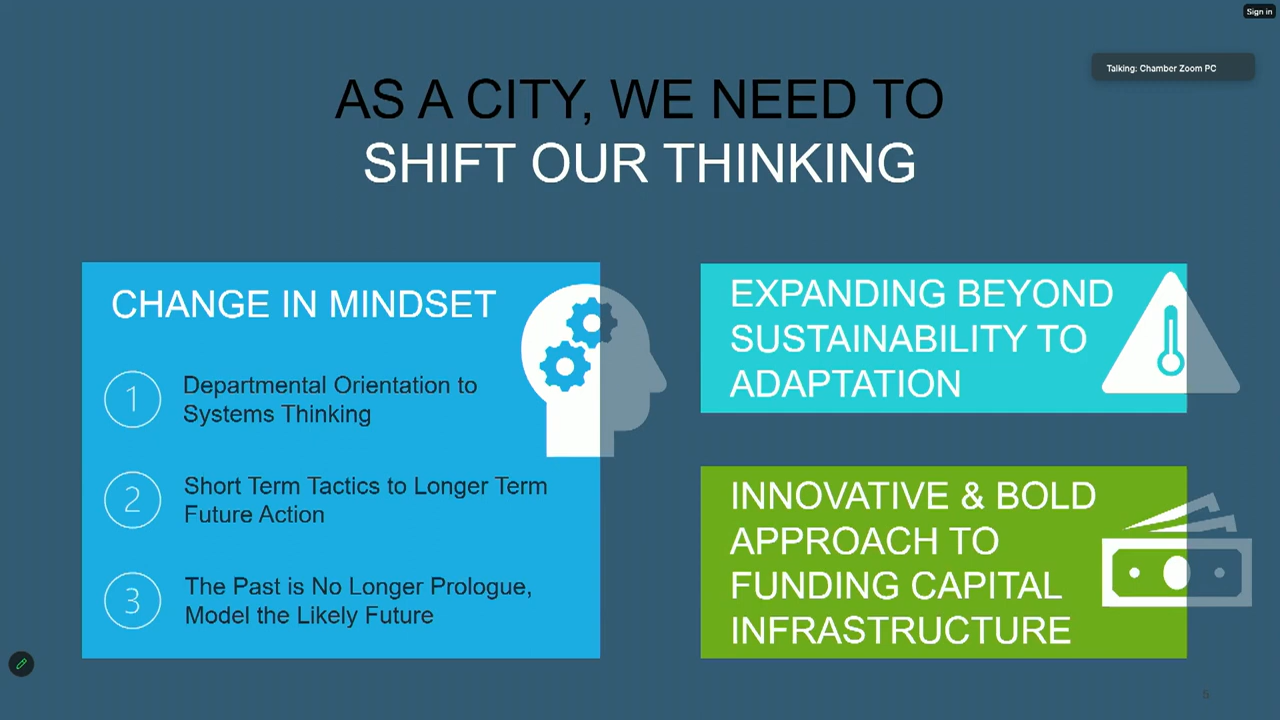 Sign in
Talking: Chamber Zoom PC
AS A CITY, WE NEED TO
SHIFT OUR THINKING
CHANGE IN MINDSET
1
Departmental Orientation to
Systems Thinking
2
Short Term Tactics to Longer Term
Future Action
3
The Past is No Longer Prologue,
Model the Likely Future
EXPANDING BEYOND
SUSTAINABILITY TO
ADAPTATION
INNOVATIVE & BOLD
APPROACH TO
FUNDING CAPITAL
INFRASTRUCTURE